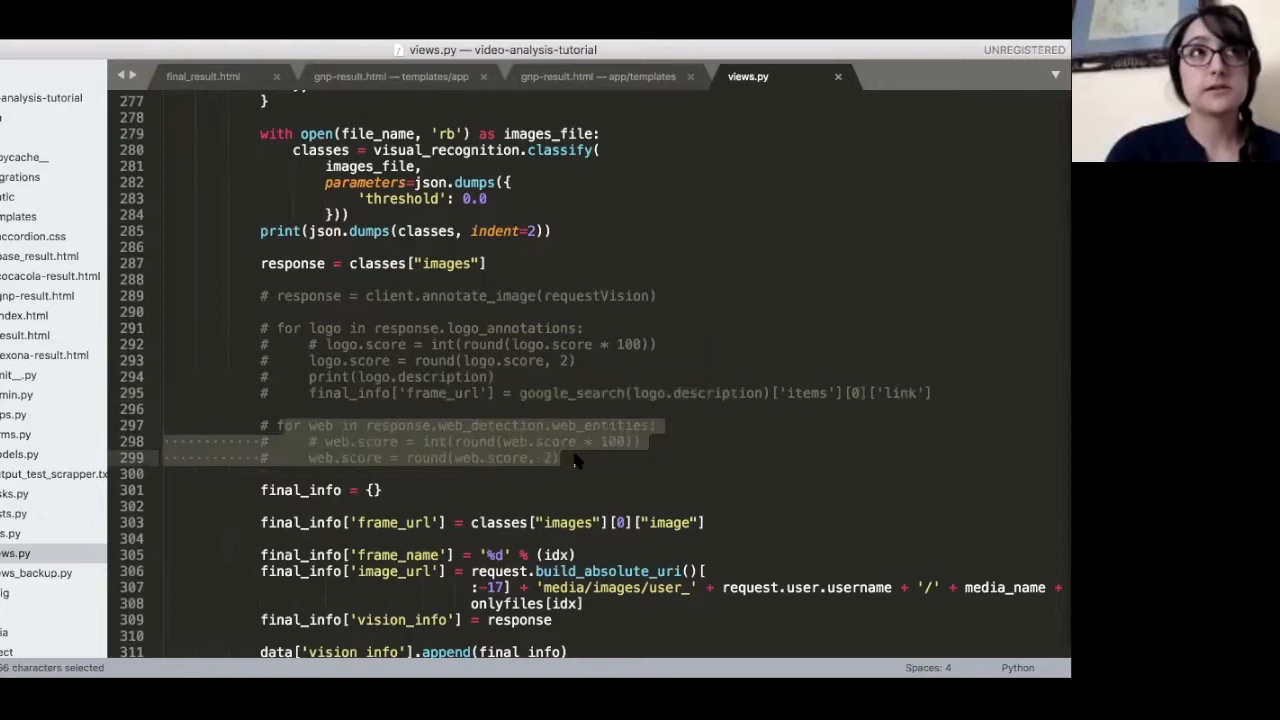 views.py — video-analysis-tutorial
UNREGISTERED
final_result.html
gnp-result.html — templates/app
gnp-result.html — app/templates
views.py
-analysis-tutorial
ycache__
grations
tic
mplates
accordion.css
base_result.html
cocacola-result.html
gnp-result.html
index.html
result.html
exona-result.html
nit__.py
min.py
ps.py
rms.py
odels.py
utput_test_scrapper.tx
sks.py
sts.py
s.py
ews.py
ews_backup.py
ig
ia
ect
277 }
278
279 with open(file_name, 'rb') as images_file:
280 classes = visual_recognition.classify(
281 images_file,
282 parameters=json.dumps({
283 'threshold': 0.0
284 }))
285 print(json.dumps(classes, indent=2))
286
287 response = classes["images"]
288
289 # response = client.annotate_image(requestVision)
290
291 # for logo in response.logo_annotations:
292 # # logo.score = int(round(logo.score * 100))
293 # logo.score = round(logo.score, 2)
294 # print(logo.description)
295 # final_info['frame_url'] = google_search(logo.description)['items'][0]['link']
296
297 # for web in response.web_detection.web_entities:
298 # # web.score = int(round(web.score * 100))
299 # web.score = round(web.score, 2)
300
301 final_info = {}
302
303 final_info['frame_url'] = classes["images"][0]["image"]
304
305 final_info['frame_name'] = '%d' % (idx)
306 final_info['image_url'] = request.build_absolute_uri()[
307 :-17] + 'media/images/user_' + request.user.username + '/' + media_name +
308 onlyfiles[idx]
309 final_info['vision_info'] = response
310
311 data['vision_info'].append(final_info)
66 characters selected
Spaces: 4
Python